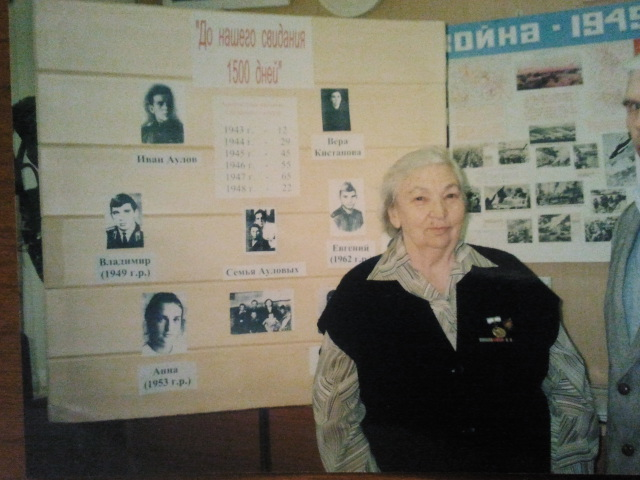 "До нашего свидания
1500 дней"
ОЙНА · 1945
1943 г. - 12
1944 г. - 29
1945 г. - 45
1946 г. - 55
1947 г. - 65
1948 г. - 22
Иван Аулов
Вера
Кистанова
Владимир
(1949 г.р.)
Семья Ауловых
Евгений
(1962 г.р.
Анна
(1953 г.р.)